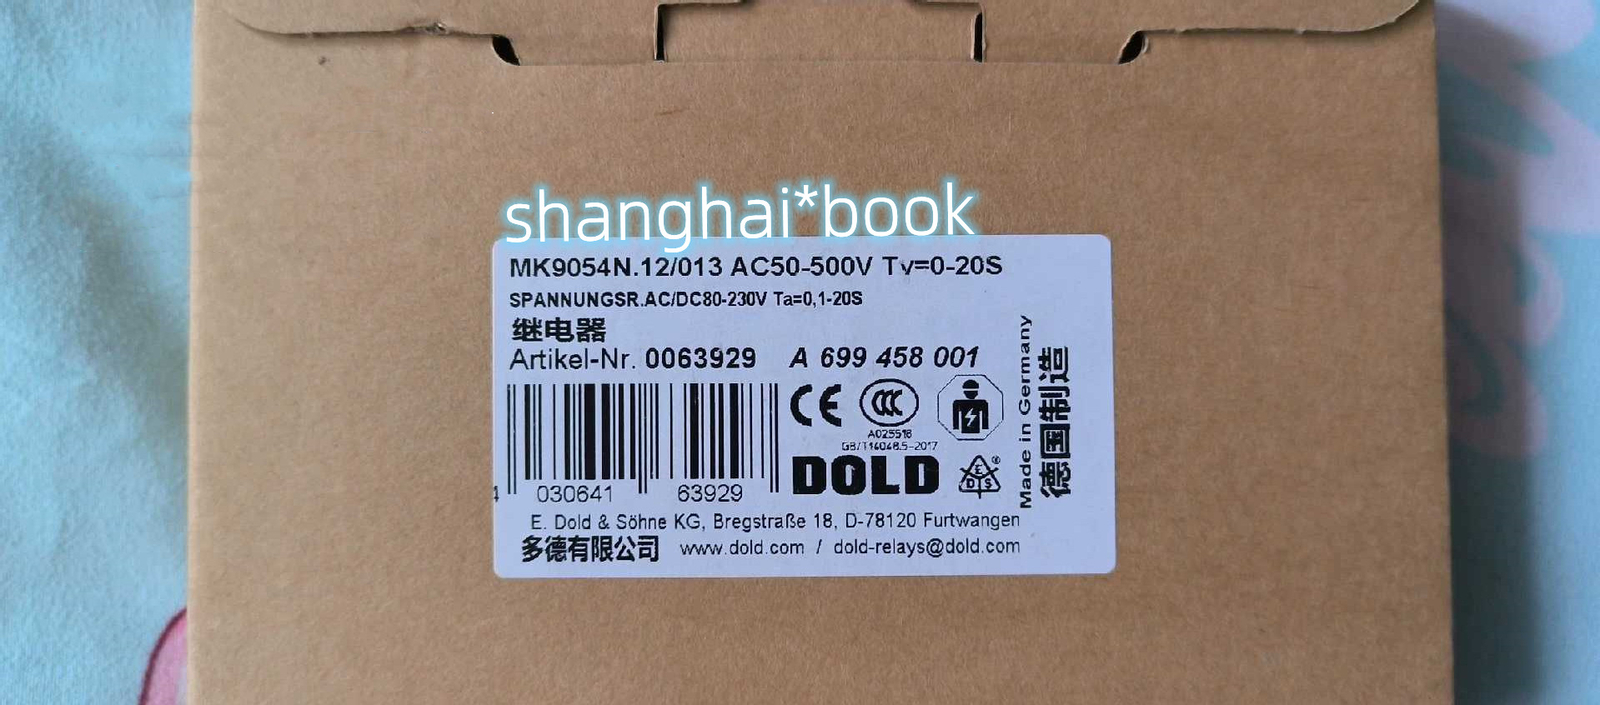 shanghai*book
MK9054N.12/013 AC50-500V Tv=0-20S
SPANNUNGSR.AC/DC80-230V Ta=0,1-20S
继电器
Artikel-Nr. 0063929 A 699 458 001
CE CCC
A025518
GB/T14048.5-2017
DOLD
E D S ®
4 030641 63929
Made in Germany
德国制造
E. Dold & Söhne KG, Bregstraße 18, D-78120 Furtwangen
多德有限公司 www.dold.com / dold-relays@dold.com